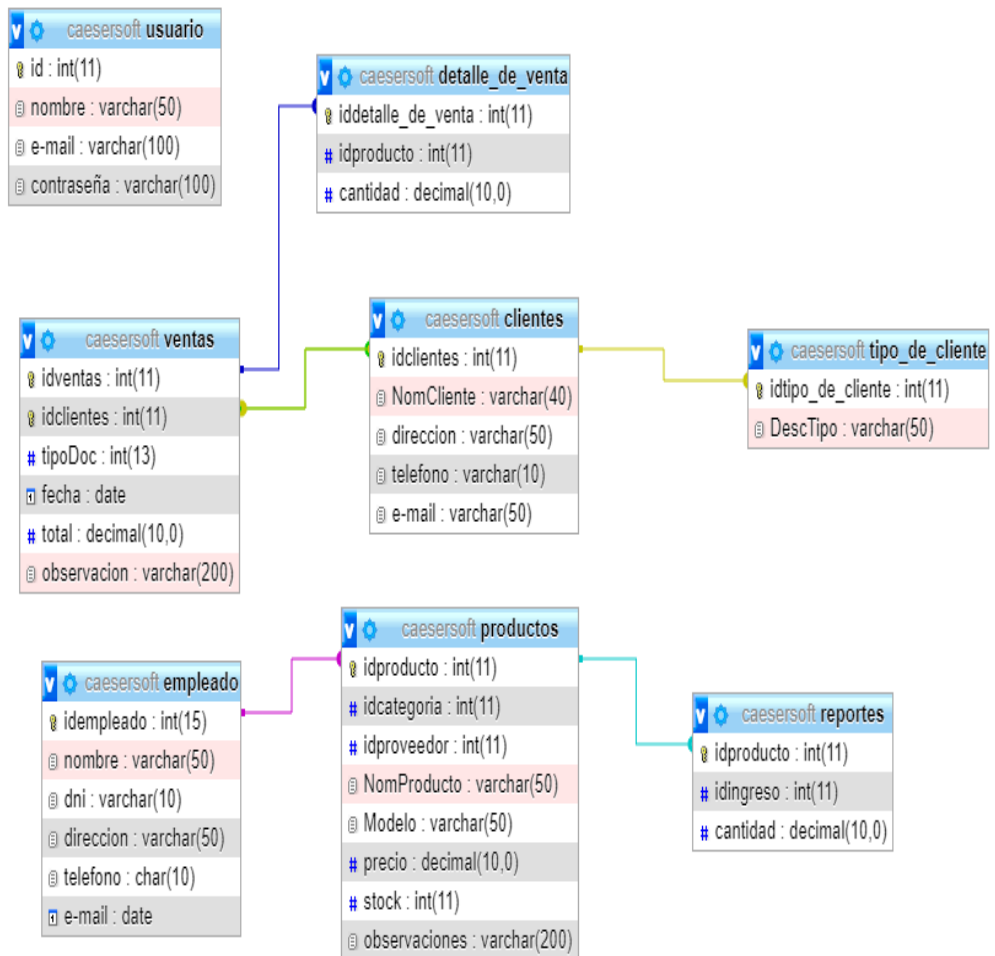 caesersoft usuario
id : int(11)
nombre : varchar(50)
e-mail : varchar(100)
contraseña : varchar(100)
caesersoft detalle_de_venta
iddetalle_de_venta : int(11)
# idproducto : int(11)
# cantidad : decimal(10,0)
caesersoft ventas
idventas : int(11)
idclientes : int(11)
# tipoDoc : int(13)
fecha : date
# total : decimal(10,0)
observacion : varchar(200)
caesersoft clientes
idclientes : int(11)
NomCliente : varchar(40)
direccion : varchar(50)
telefono : varchar(10)
e-mail : varchar(50)
caesersoft tipo_de_cliente
idtipo_de_cliente : int(11)
DescTipo : varchar(50)
caesersoft empleado
idempleado : int(15)
nombre : varchar(50)
dni : varchar(10)
direccion : varchar(50)
telefono : char(10)
e-mail : date
caesersoft productos
idproducto : int(11)
# idcategoria : int(11)
# idproveedor : int(11)
NomProducto : varchar(50)
Modelo : varchar(50)
# precio : decimal(10,0)
# stock : int(11)
observaciones : varchar(200)
caesersoft reportes
idproducto : int(11)
# idingreso : int(11)
# cantidad : decimal(10,0)